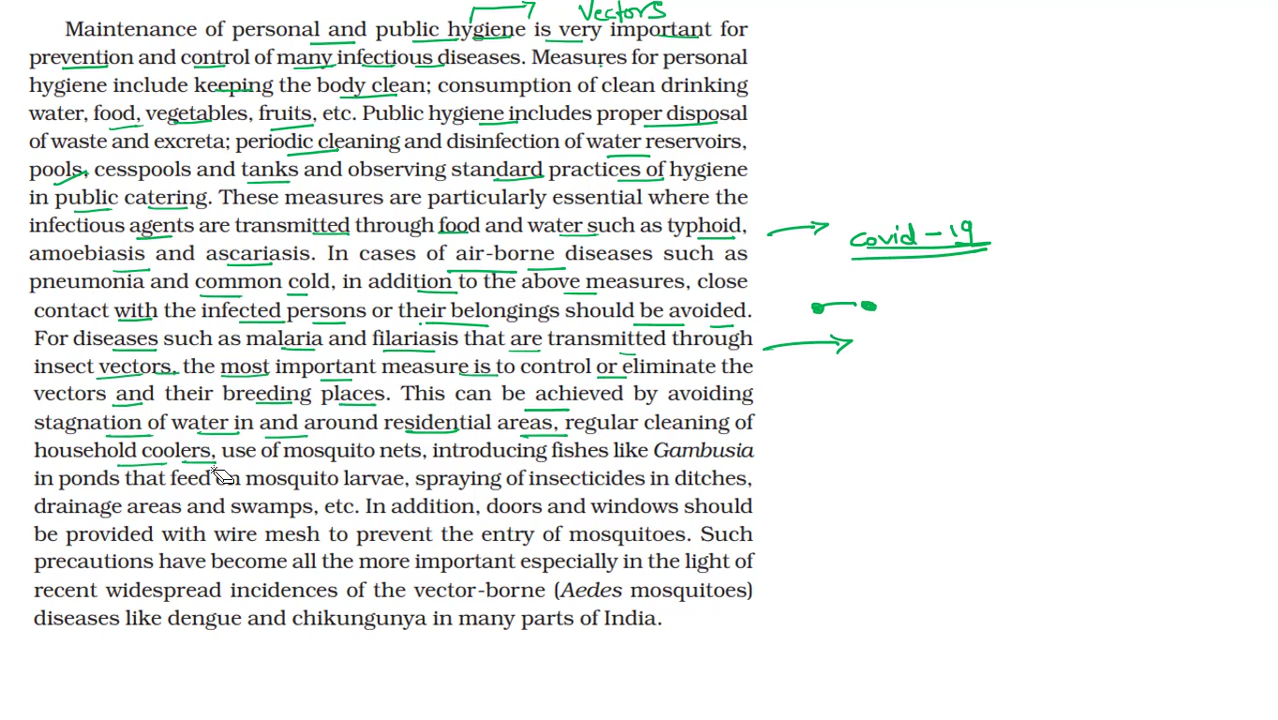 Vectors
Maintenance of personal and public hygiene is very important for
prevention and control of many infectious diseases. Measures for personal
hygiene include keeping the body clean; consumption of clean drinking
water, food, vegetables, fruits, etc. Public hygiene includes proper disposal
of waste and excreta; periodic cleaning and disinfection of water reservoirs,
pools, cesspools and tanks and observing standard practices of hygiene
in public catering. These measures are particularly essential where the
infectious agents are transmitted through food and water such as typhoid,
covid-19
amoebiasis and ascariasis. In cases of air-borne diseases such as
pneumonia and common cold, in addition to the above measures, close
contact with the infected persons or their belongings should be avoided.
For diseases such as malaria and filariasis that are transmitted through
insect vectors, the most important measure is to control or eliminate the
vectors and their breeding places. This can be achieved by avoiding
stagnation of water in and around residential areas, regular cleaning of
household coolers, use of mosquito nets, introducing fishes like Gambusia
in ponds that feed on mosquito larvae, spraying of insecticides in ditches,
drainage areas and swamps, etc. In addition, doors and windows should
be provided with wire mesh to prevent the entry of mosquitoes. Such
precautions have become all the more important especially in the light of
recent widespread incidences of the vector-borne (Aedes mosquitoes)
diseases like dengue and chikungunya in many parts of India.